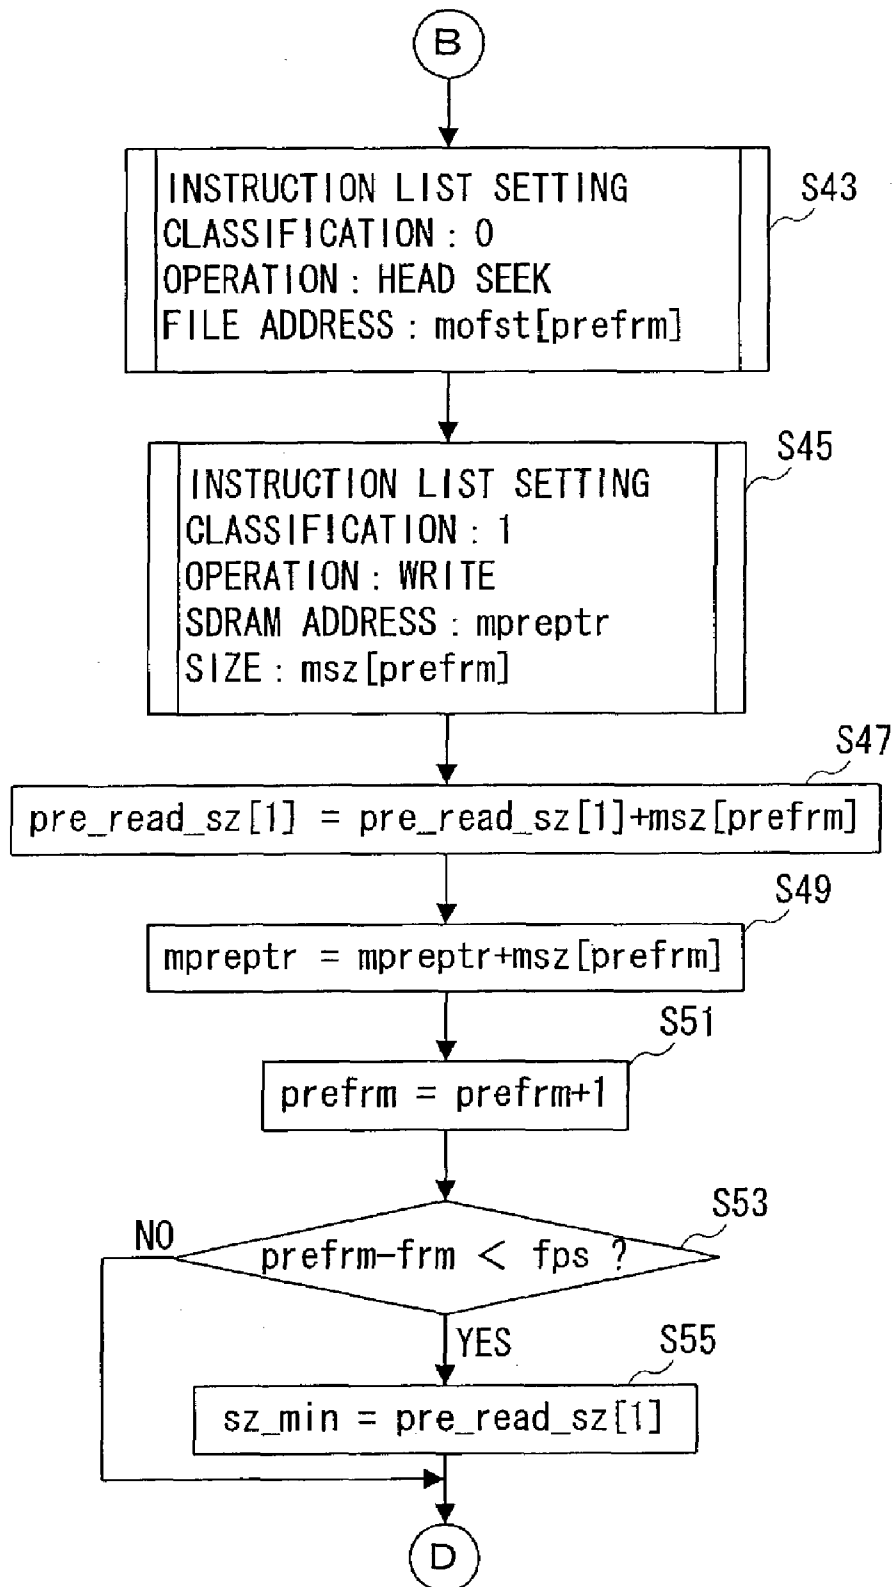 B
INSTRUCTION LIST SETTING
CLASSIFICATION : 0
OPERATION : HEAD SEEK
FILE ADDRESS : mofst[prefrm]
S43
INSTRUCTION LIST SETTING
CLASSIFICATION : 1
OPERATION : WRITE
SDRAM ADDRESS : mpreptr
SIZE : msz[prefrm]
S45
S47
pre_read_sz[1] = pre_read_sz[1]+msz[prefrm]
S49
mpreptr = mpreptr+msz[prefrm]
S51
prefrm = prefrm+1
S53
NO
prefrm-frm < fps ?
YES
S55
sz_min = pre_read_sz[1]
D